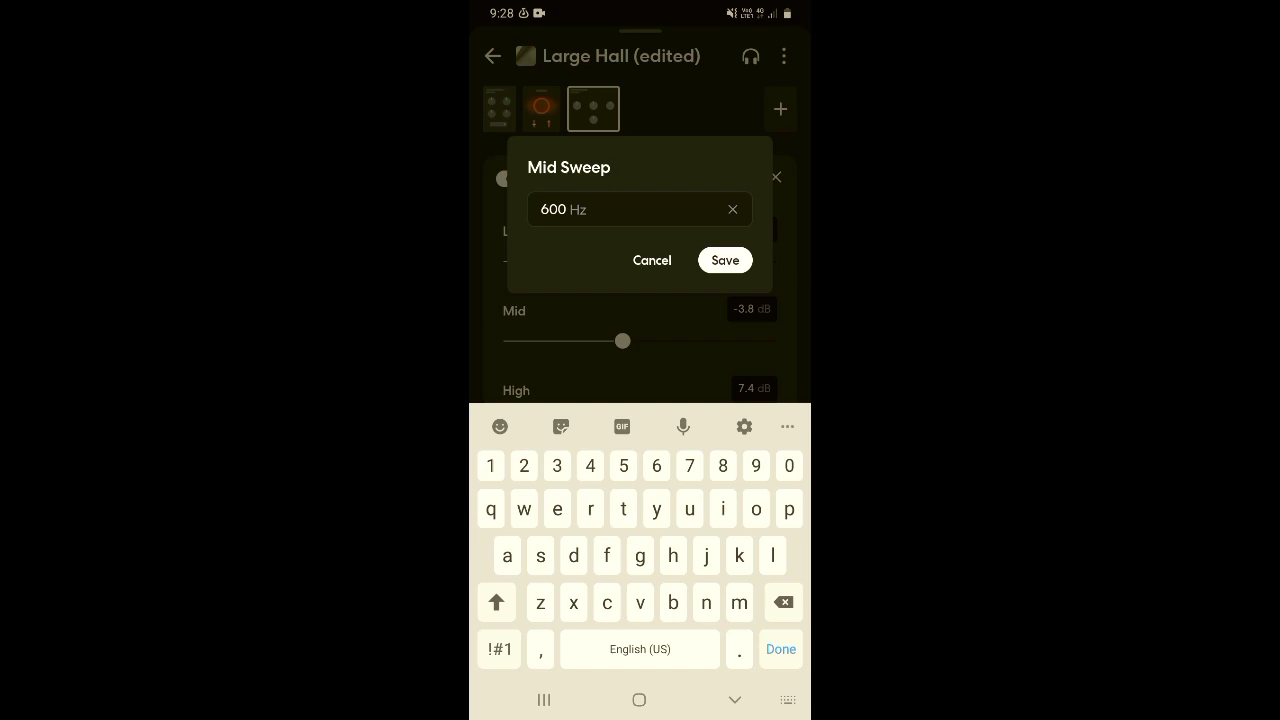 9:28
Large Hall (edited)
Mid Sweep
600 Hz
Cancel
Save
Mid
-3.8 dB
High
7.4 dB
GIF
1 2 3 4 5 6 7 8 9 0
q w e r t y u i o p
a s d f g h j k l
z x c v b n m
!#1 , English (US) . Done